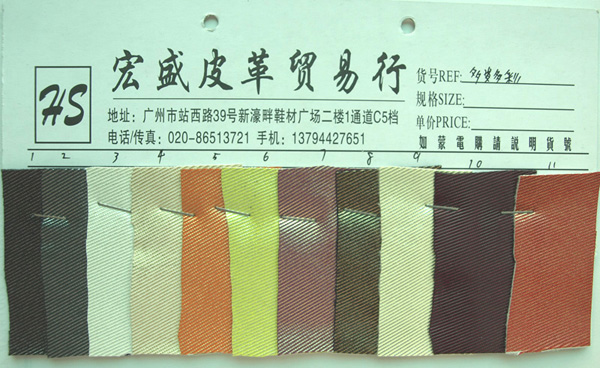 宏盛皮革贸易行
HS
地址：广州市站西路39号新濠畔鞋材广场二楼1通道C5档
电话/传真：020-86513721 手机：13794427651
货号REF:
规格SIZE:
单价PRICE:
如蒙電購請説明貨號
1 2 3 4 5 6 7 8 9 10 11